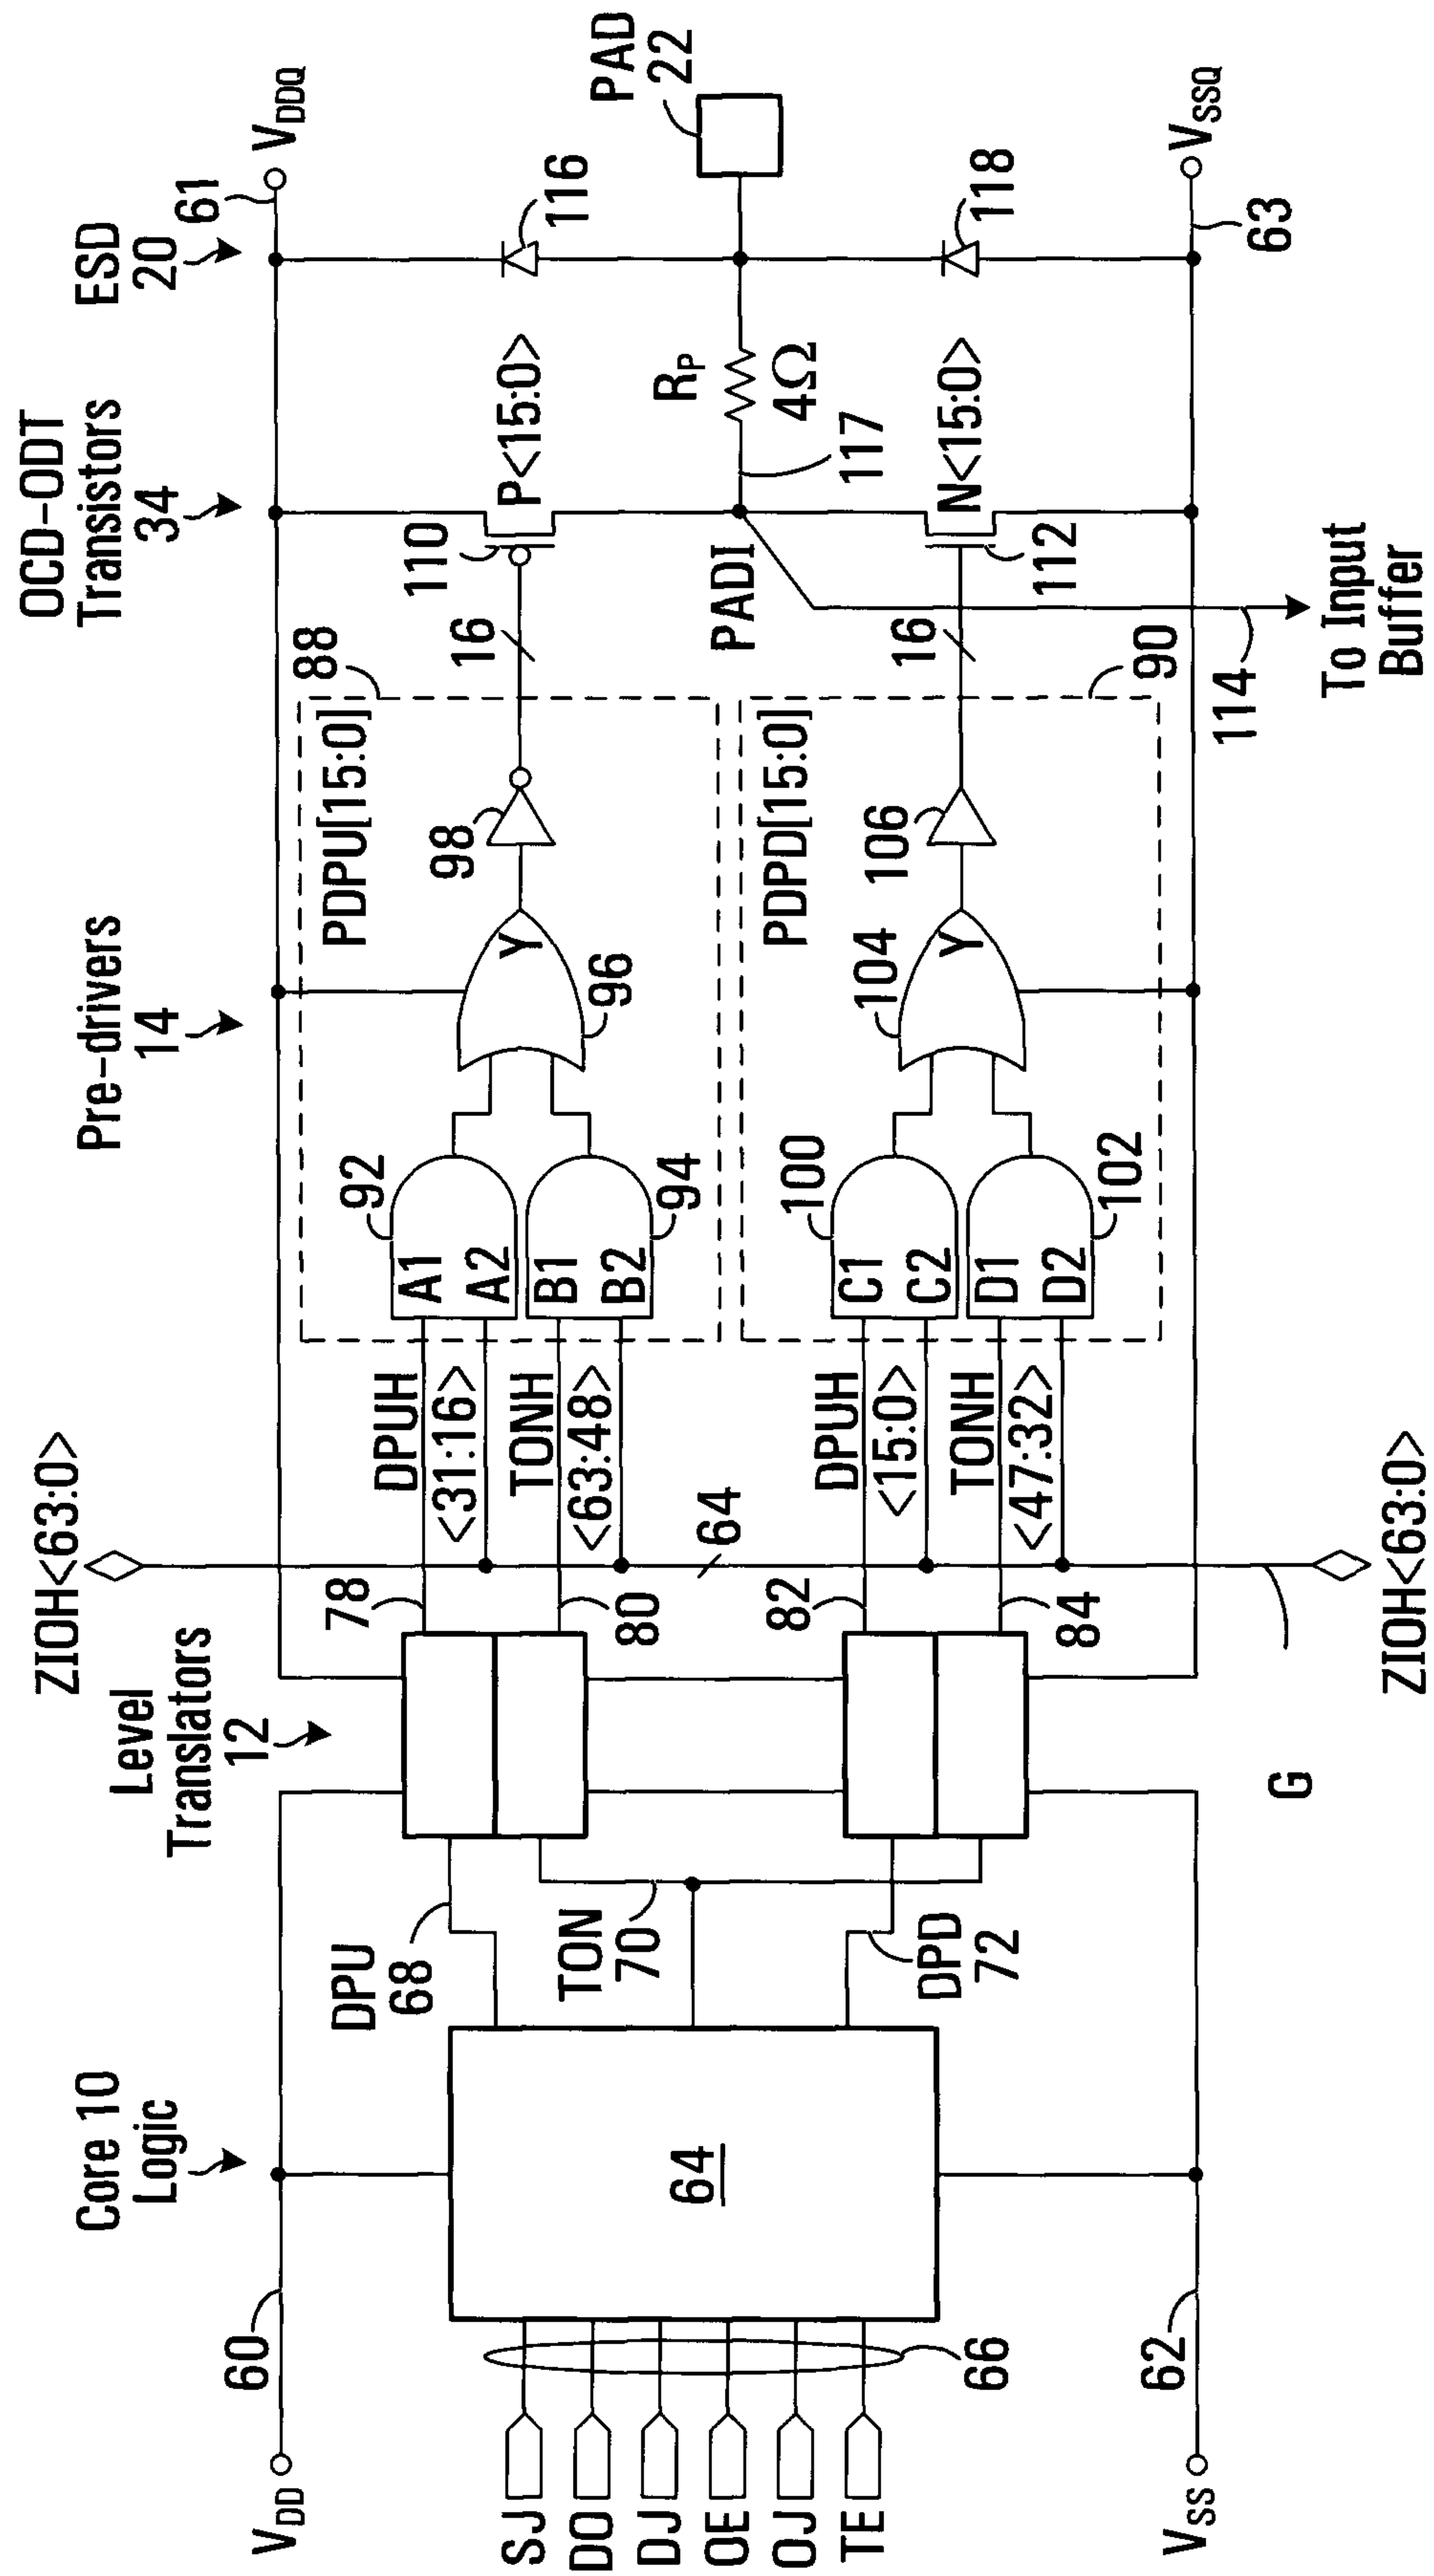 Core 10
Logic
Level
Translators
12
ZIOH<63:0>
Pre-drivers
14
OCD-ODT
Transistors
34
ESD
20
VDD
60
61
VDDQ
SJ
DO
DJ
OE
OJ
TE
66
64
DPU
68
TON
70
DPD
72
78
80
82
84
64
DPUH
<31:16>
TONH
<63:48>
DPUH
<15:0>
TONH
<47:32>
88
PDPU[15:0]
92
A1
A2
B1
B2
94
Y
96
98
16
110
P<15:0>
PADI
RP
4Ω
117
116
PAD
22
PDPD[15:0]
100
C1
C2
D1
D2
102
104
Y
106
90
16
N<15:0>
112
118
VSS
62
G
ZIOH<63:0>
114
To Input
Buffer
63
VSSQ